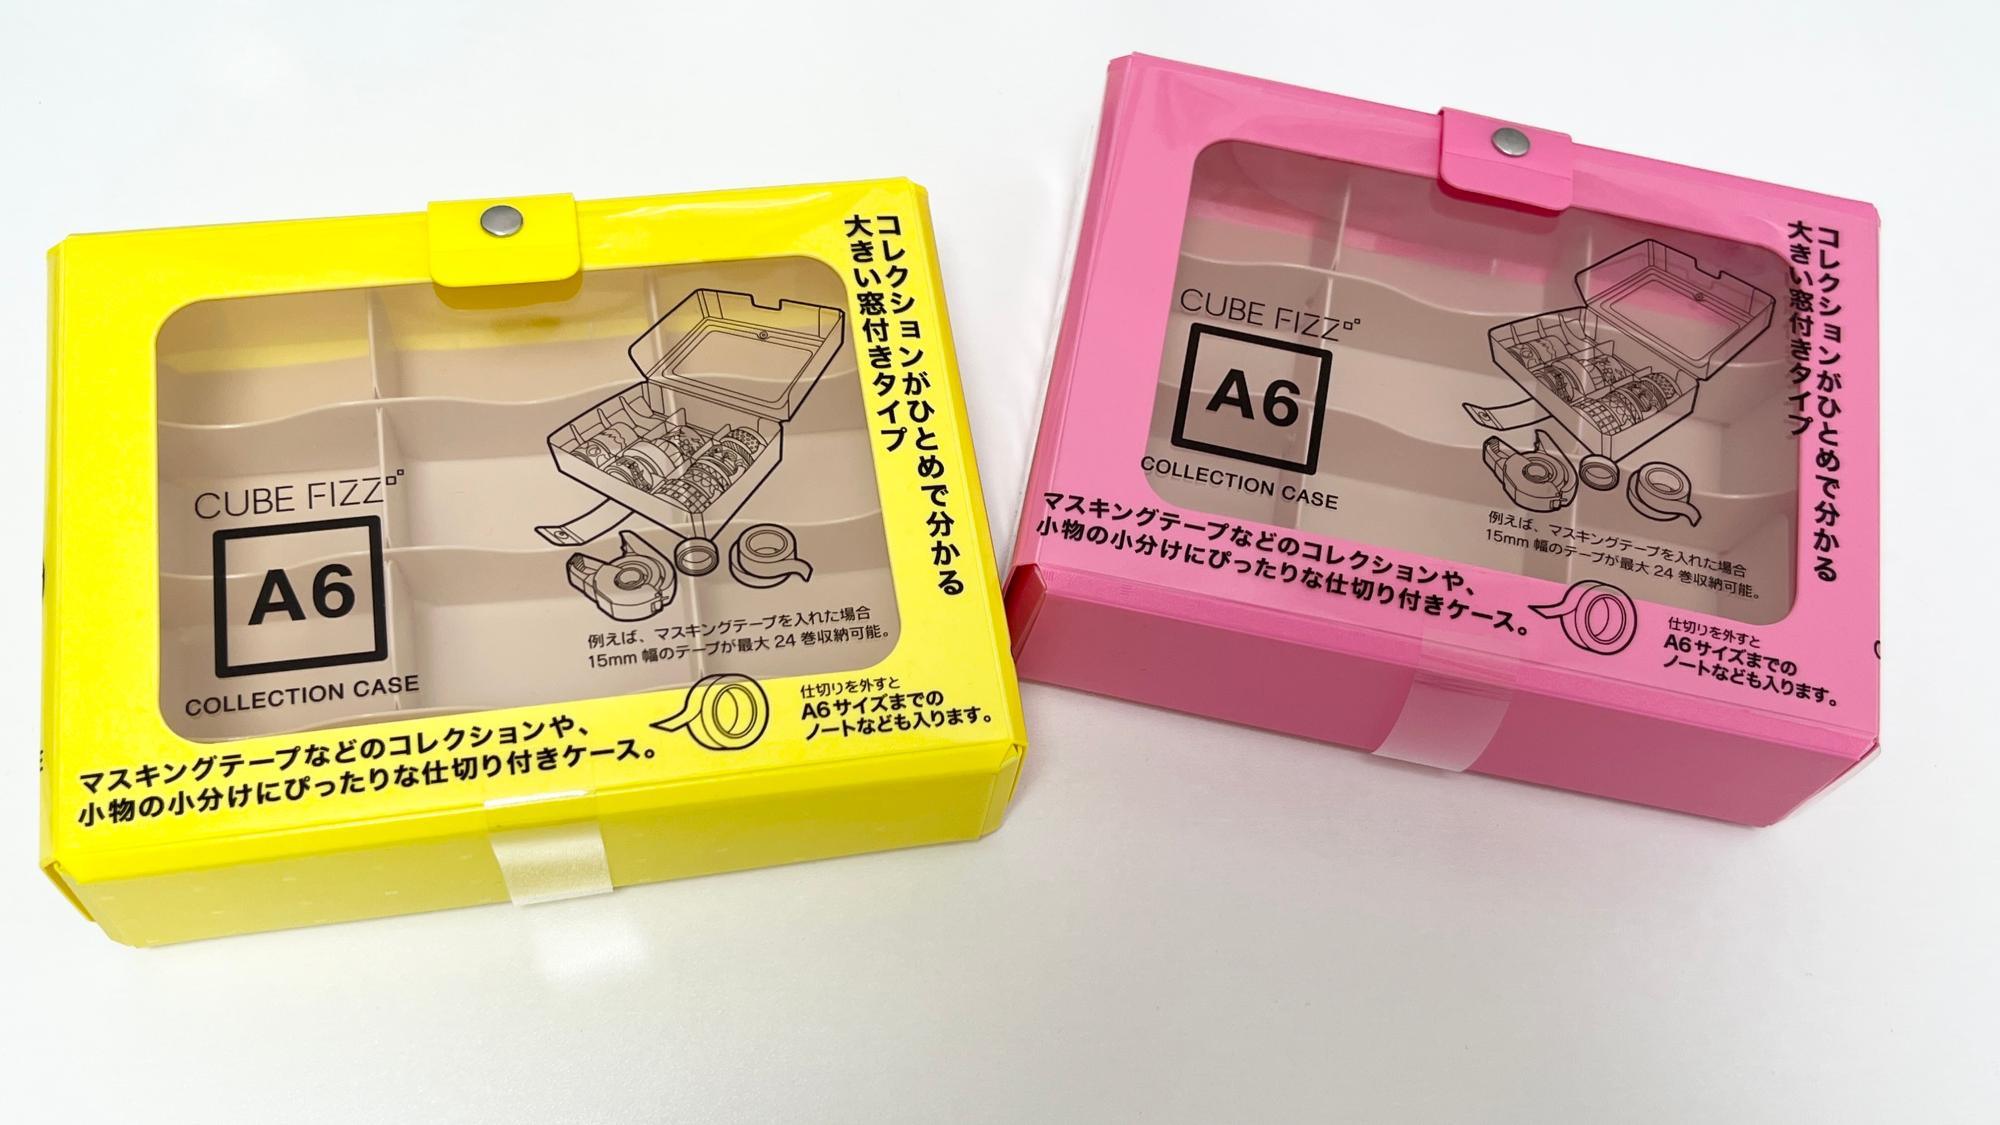 コレクションがひとめで分かる
大きい窓付きタイプ
CUBE FIZZ
A6
COLLECTION CASE
例えば、マスキングテープを入れた場合
15mm 幅のテープが最大 24 巻収納可能。
マスキングテープなどのコレクションや、
小物の小分けにぴったりな仕切り付きケース。
仕切りを外すと
A6サイズまでの
ノートなども入ります。
コレクションがひとめで分かる
大きい窓付きタイプ
CUBE FIZZ
A6
COLLECTION CASE
例えば、マスキングテープを入れた場合
15mm 幅のテープが最大 24 巻収納可能。
マスキングテープなどのコレクションや、
小物の小分けにぴったりな仕切り付きケース。
仕切りを外すと
A6サイズまでの
ノートなども入ります。